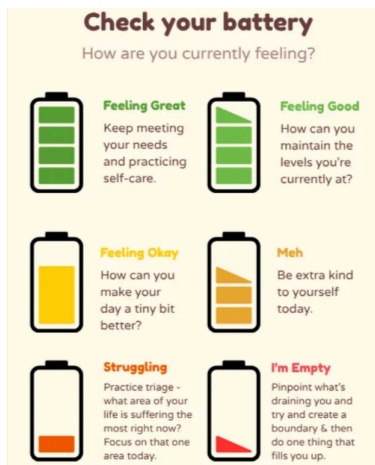 Check your battery
How are you currently feeling?
Feeling Great
Keep meeting
your needs
and practicing
self-care.
Feeling Good
How can you
maintain the
levels you're
currently at?
Feeling Okay
How can you
make your
day a tiny bit
better?
Meh
Be extra kind
to yourself
today.
Struggling
Practice triage -
what area of your
life is suffering the
most right now?
Focus on that one
area today.
I'm Empty
Pinpoint what's
draining you and
try and create a
boundary & then
do one thing that
fills you up.